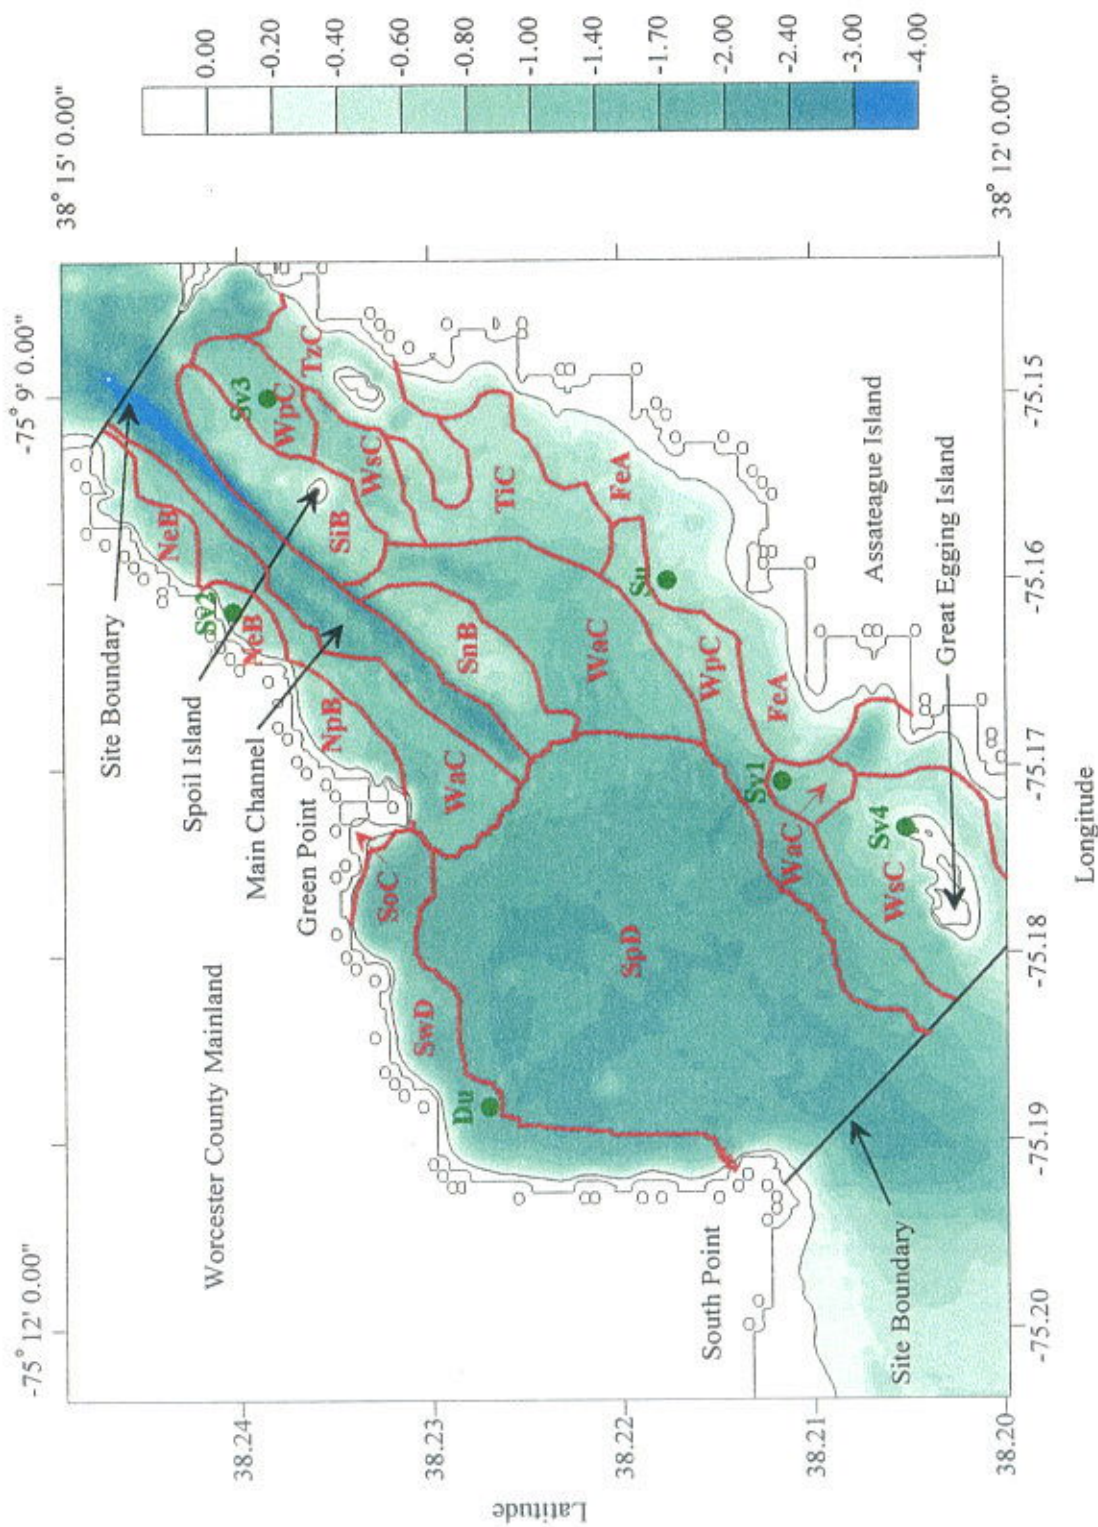 -75° 12' 0.00"
-75° 9' 0.00"
38° 15' 0.00"
Site Boundary
Spoil Island
Main Channel
Green Point
Worcester County Mainland
NeB
Sv2
NeB
NpB
WaC
SoC
SwD
Du
SpD
SiB
SnB
Sv3
WpC
TzC
WsC
TiC
WaC
FeA
Su
WpC
FeA
Sv1
WaC
Sv4
WsC
South Point
Site Boundary
Assateague Island
Great Egging Island
Latitude
38.24
38.23
38.22
38.21
38.20
-75.20
-75.19
-75.18
-75.17
-75.16
-75.15
Longitude
38° 12' 0.00"
0.00
-0.20
-0.40
-0.60
-0.80
-1.00
-1.40
-1.70
-2.00
-2.40
-3.00
-4.00